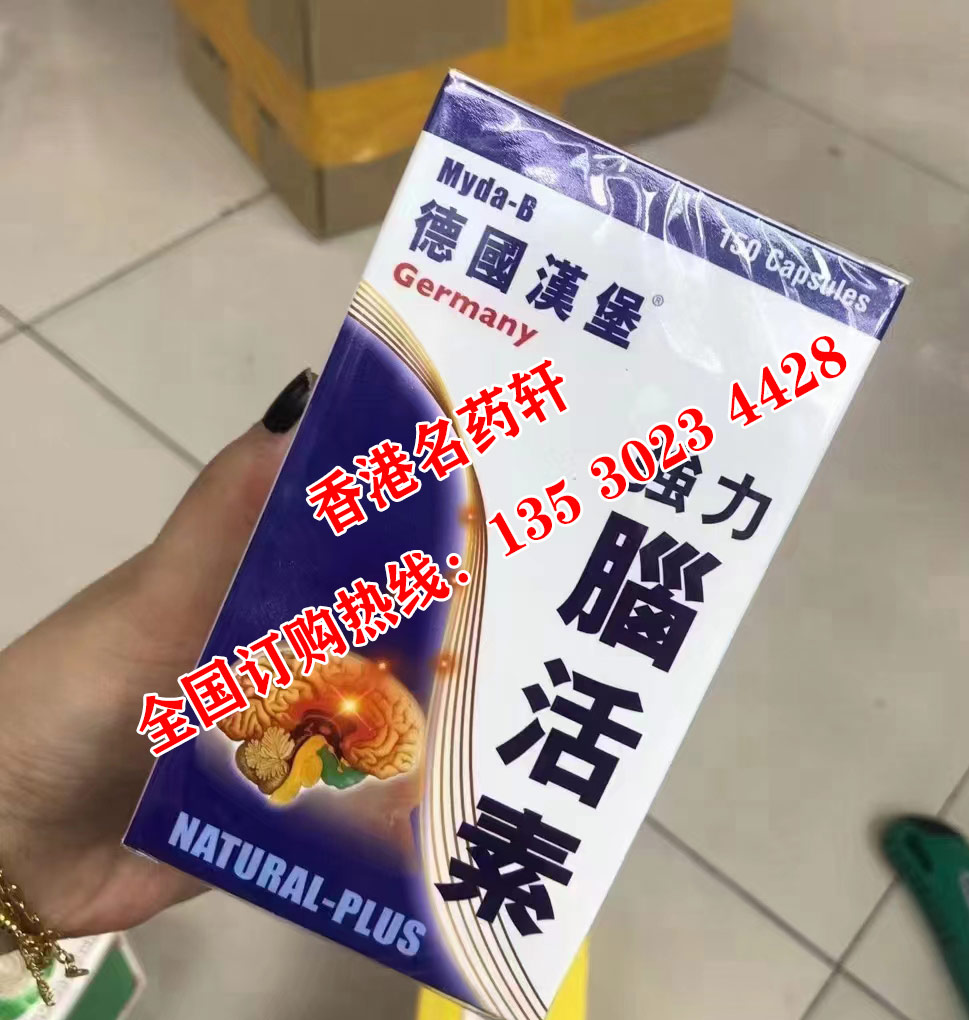 Myda-B
150 Capsules
德國漢堡®
Germany
香港名药轩
全国订购热线：135 3023 4428
強力
腦活素
NATURAL-PLUS